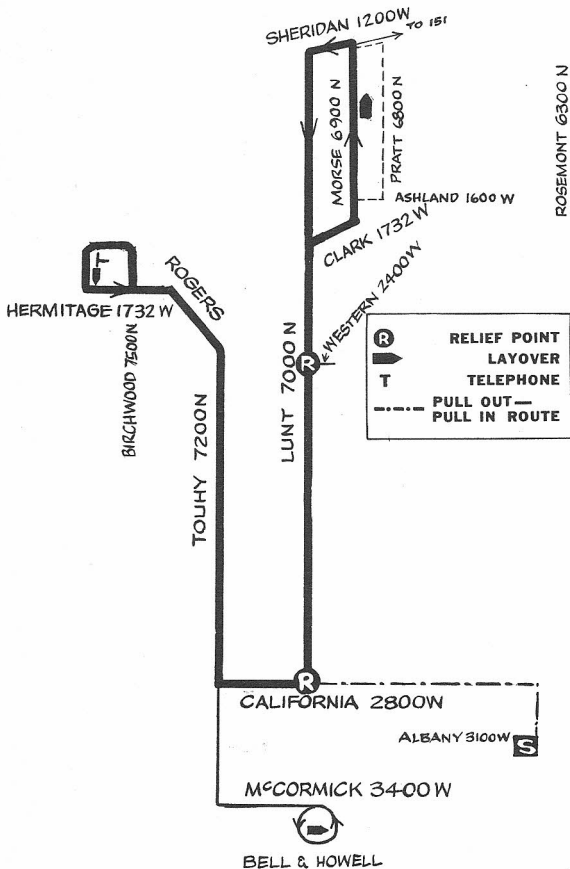 SHERIDAN 1200W
TO 151
MORSE 6900 N
PRATT 6800 N
ROSEMONT 6300 N
ASHLAND 1600 W
CLARK 1732 W
T
ROGERS
HERMITAGE 1732 W
BIRCHWOOD 7500N
WESTERN 2400W
R
LUNT 7000 N
TOUHY 7200N
R RELIEF POINT
LAYOVER
T TELEPHONE
PULL OUT—
PULL IN ROUTE
R
CALIFORNIA 2800W
ALBANY 3100W
S
McCORMICK 3400 W
BELL & HOWELL